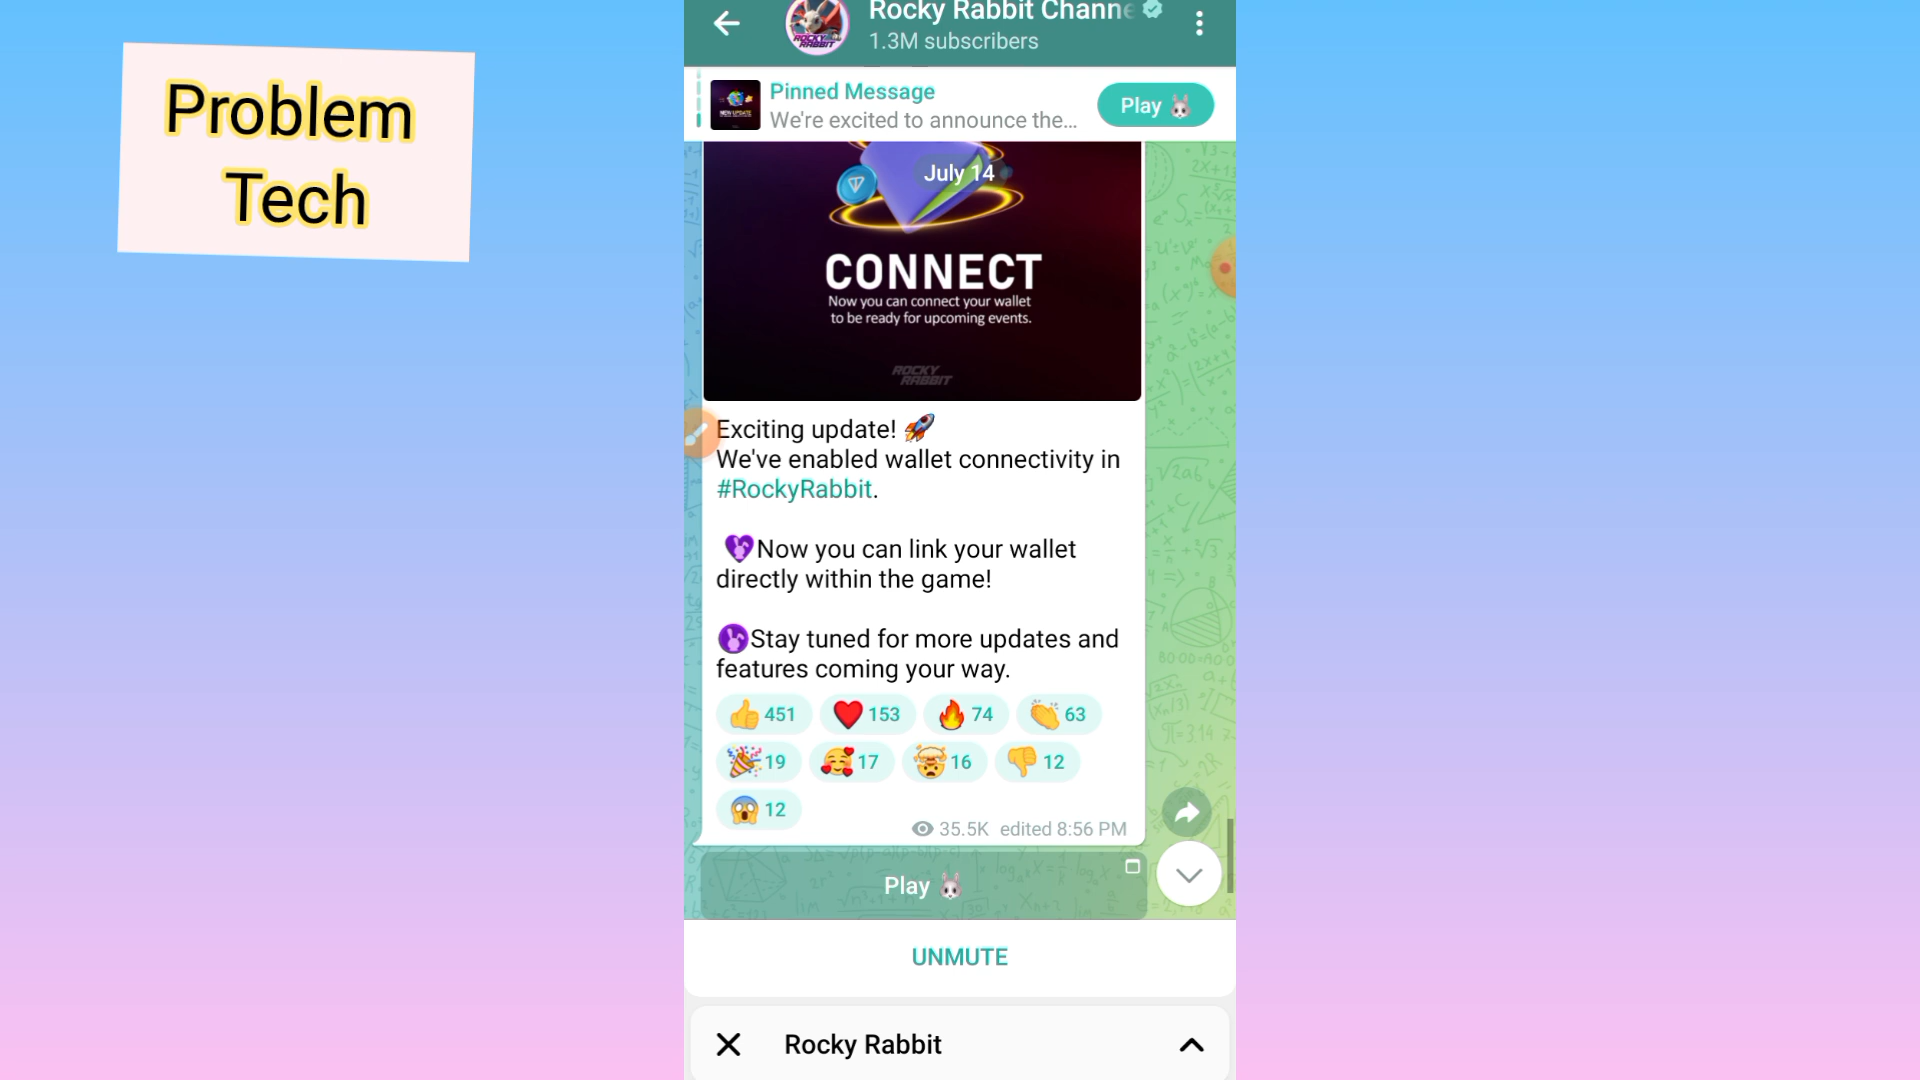 Problem
Tech
Rocky Rabbit Channe
1.3M subscribers
Pinned Message
We're excited to announce the...
Play
July 14
CONNECT
Now you can connect your wallet
to be ready for upcoming events.
ROCKY
RABBIT
Exciting update! 🚀
We've enabled wallet connectivity in
#RockyRabbit.
Now you can link your wallet
directly within the game!
Stay tuned for more updates and
features coming your way.
👍 451 ❤️ 153 🔥 74 👏 63
🎉 19 🥰 17 🤯 16 👎 12
😱 12
35.5K edited 8:56 PM
Play
UNMUTE
Rocky Rabbit